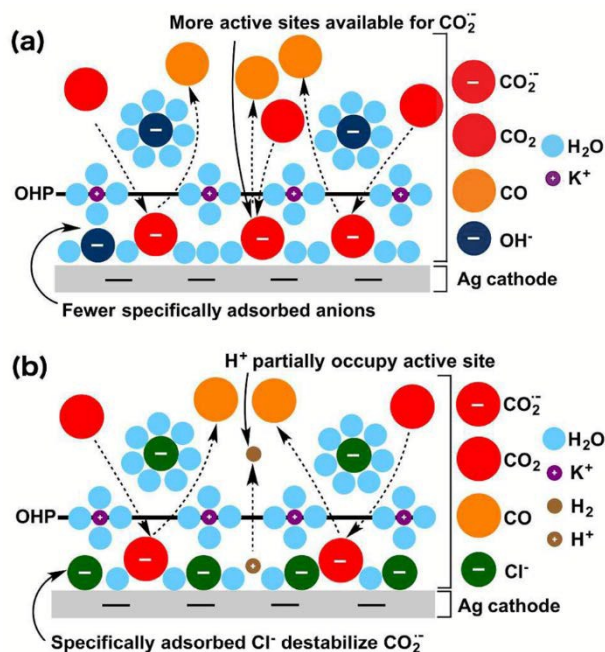 (a)
More active sites available for CO₂˙⁻
CO₂˙⁻
CO₂
H₂O
OHP
K⁺
CO
OH⁻
Ag cathode
Fewer specifically adsorbed anions
(b)
H⁺ partially occupy active site
CO₂˙⁻
CO₂
H₂O
K⁺
OHP
CO
H₂
H⁺
Cl⁻
Ag cathode
Specifically adsorbed Cl⁻ destabilize CO₂˙⁻